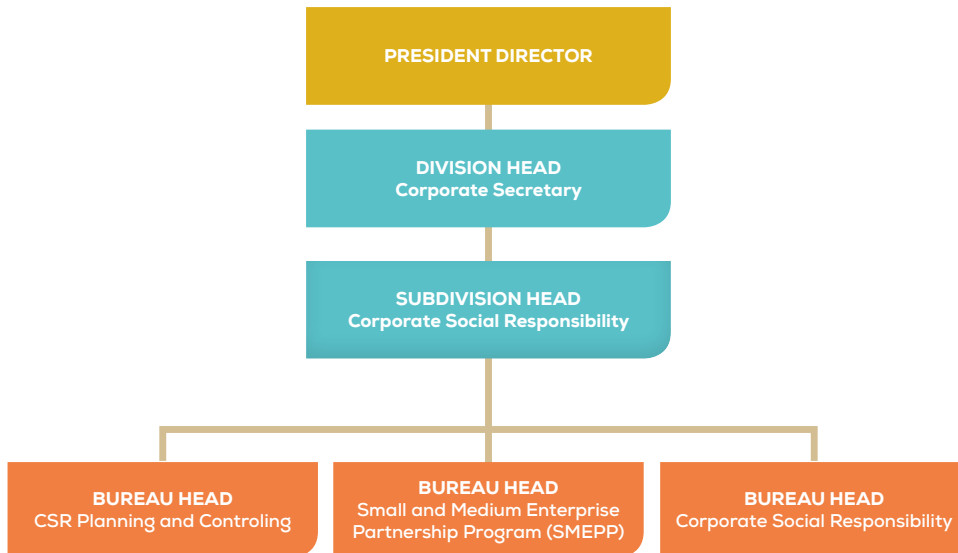 PRESIDENT DIRECTOR
DIVISION HEAD
Corporate Secretary
SUBDIVISION HEAD
Corporate Social Responsibility
BUREAU HEAD
CSR Planning and Controling
BUREAU HEAD
Small and Medium Enterprise
Partnership Program (SMEPP)
BUREAU HEAD
Corporate Social Responsibility